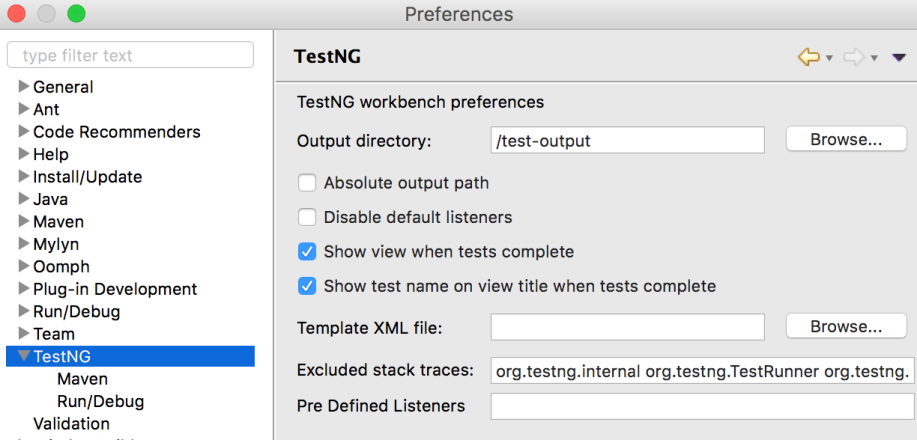 Preferences
type filter text
General
Ant
Code Recommenders
Help
Install/Update
Java
Maven
Mylyn
Oomph
Plug-in Development
Run/Debug
Team
TestNG
Maven
Run/Debug
Validation
TestNG
TestNG workbench preferences
Output directory:
/test-output
Browse...
Absolute output path
Disable default listeners
Show view when tests complete
Show test name on view title when tests complete
Template XML file:
Browse...
Excluded stack traces:
org.testng.internal org.testng.TestRunner org.testng.
Pre Defined Listeners